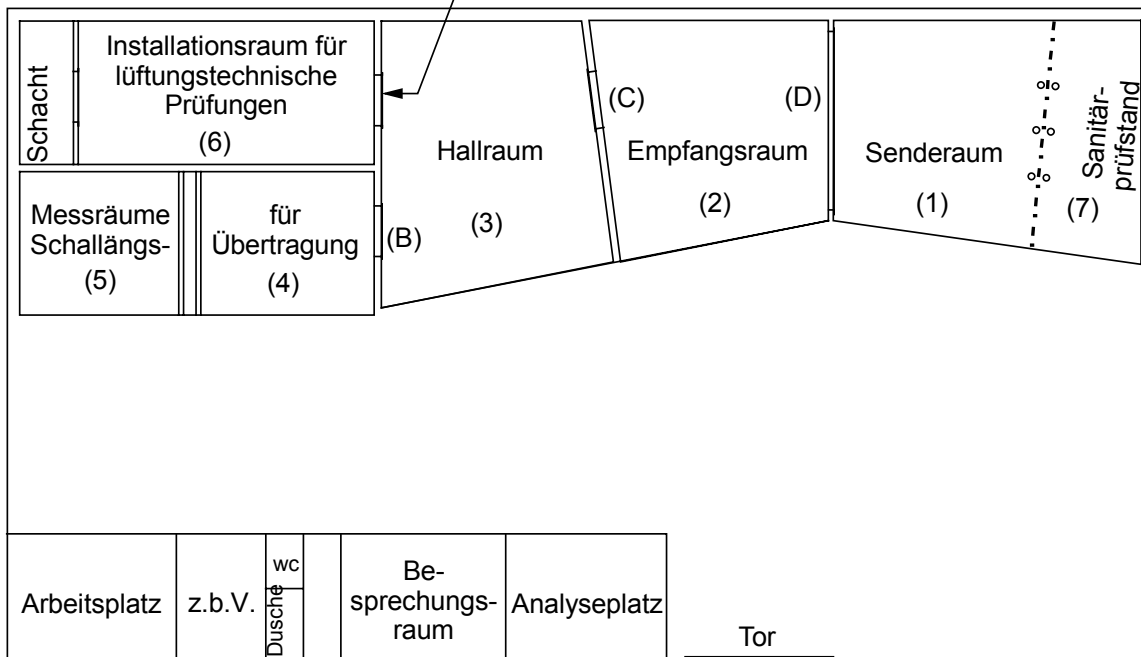 Schacht
Installationsraum für
lüftungstechnische
Prüfungen
(6)
Messräume
Schallängs-
(5)
für
Übertragung
(4)
(B)
Hallraum
(3)
(C)
Empfangsraum
(2)
(D)
Senderaum
(1)
Sanitär-
prüfstand
(7)
Arbeitsplatz
z.b.V.
wc
Dusche
Be-
sprechungs-
raum
Analyseplatz
Tor